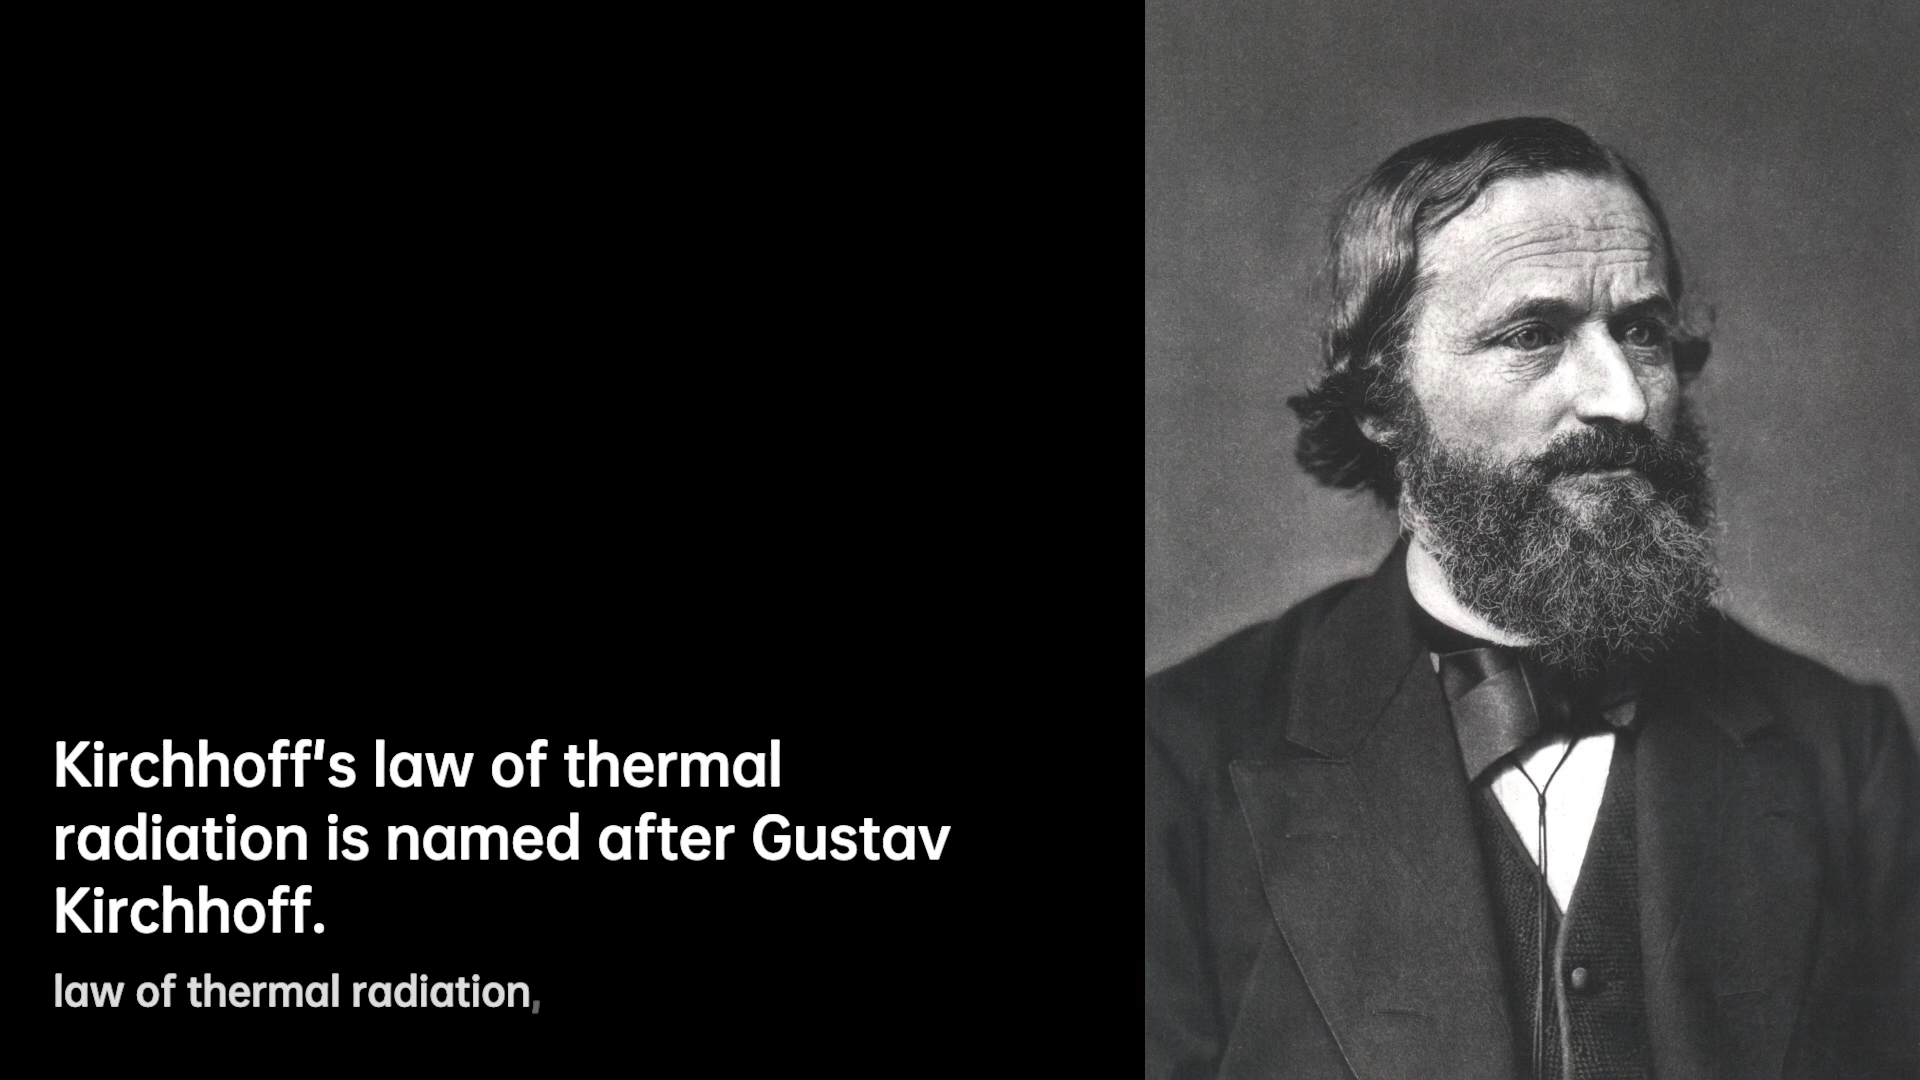 Kirchhoff's law of thermal
radiation is named after Gustav
Kirchhoff.
law of thermal radiation,